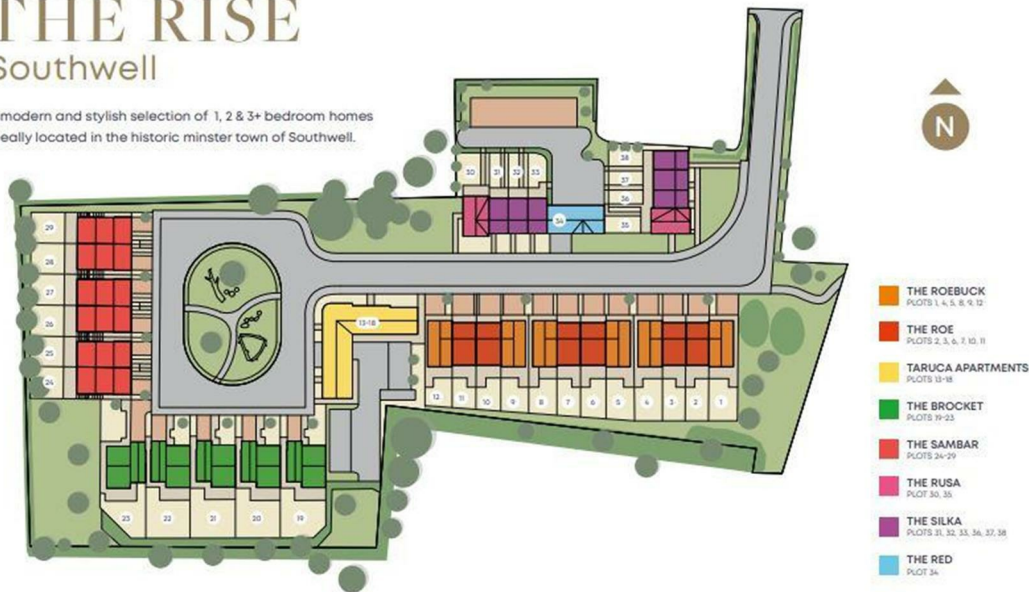 THE RISE
Southwell
modern and stylish selection of 1, 2 & 3+ bedroom homes
eally located in the historic minster town of Southwell.
N
30
31
32
33
38
37
36
35
34
29
28
27
26
25
24
13-18
12
11
10
9
8
7
6
5
4
3
2
1
23
22
21
20
19
THE ROEBUCK
PLOTS 1, 4, 5, 8, 9, 12
THE ROE
PLOTS 2, 3, 6, 7, 10, 11
TARUCA APARTMENTS
PLOTS 13-18
THE BROCKET
PLOTS 19-23
THE SAMBAR
PLOTS 24-29
THE RUSA
PLOT 30, 35
THE SILKA
PLOTS 31, 32, 33, 36, 37, 38
THE RED
PLOT 34